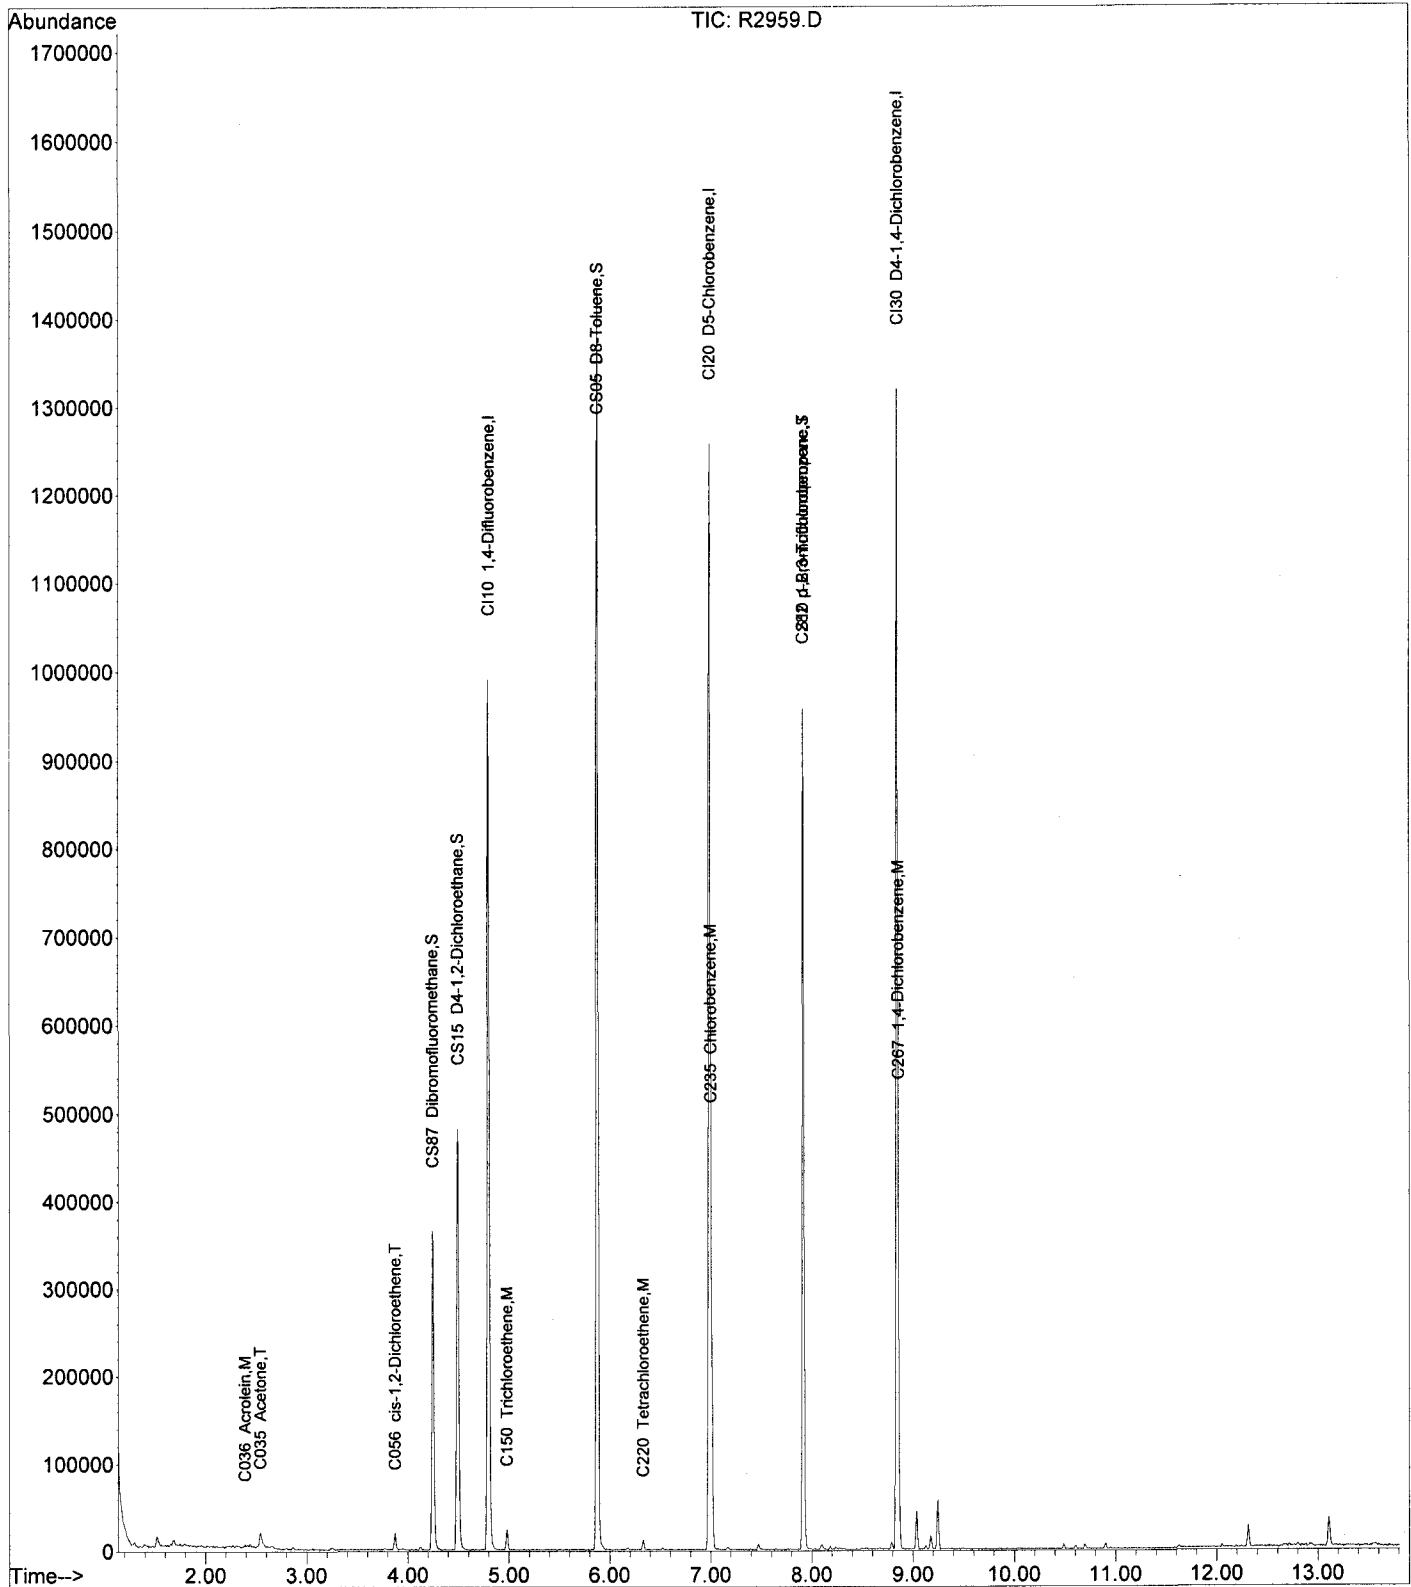 Abundance
TIC: R2959.D
1700000
1600000
1500000
1400000
1300000
1200000
1100000
1000000
900000
800000
700000
600000
500000
400000
300000
200000
100000
0
C036 Acrolein,M
C035 Acetone,T
C056 cis-1,2-Dichloroethene,T
CS87 Dibromofluoromethane,S
CS15 D4-1,2-Dichloroethane,S
CI10 1,4-Difluorobenzene,I
C150 Trichloroethene,M
CS05 D8-Toluene,S
C220 Tetrachloroethene,M
CI20 D5-Chlorobenzene,I
C235 Chlorobenzene,M
CI30 D4-1,4-Dichlorobenzene,I
C267 1,4-Dichlorobenzene,M
Time--> 2.00 3.00 4.00 5.00 6.00 7.00 8.00 9.00 10.00 11.00 12.00 13.00